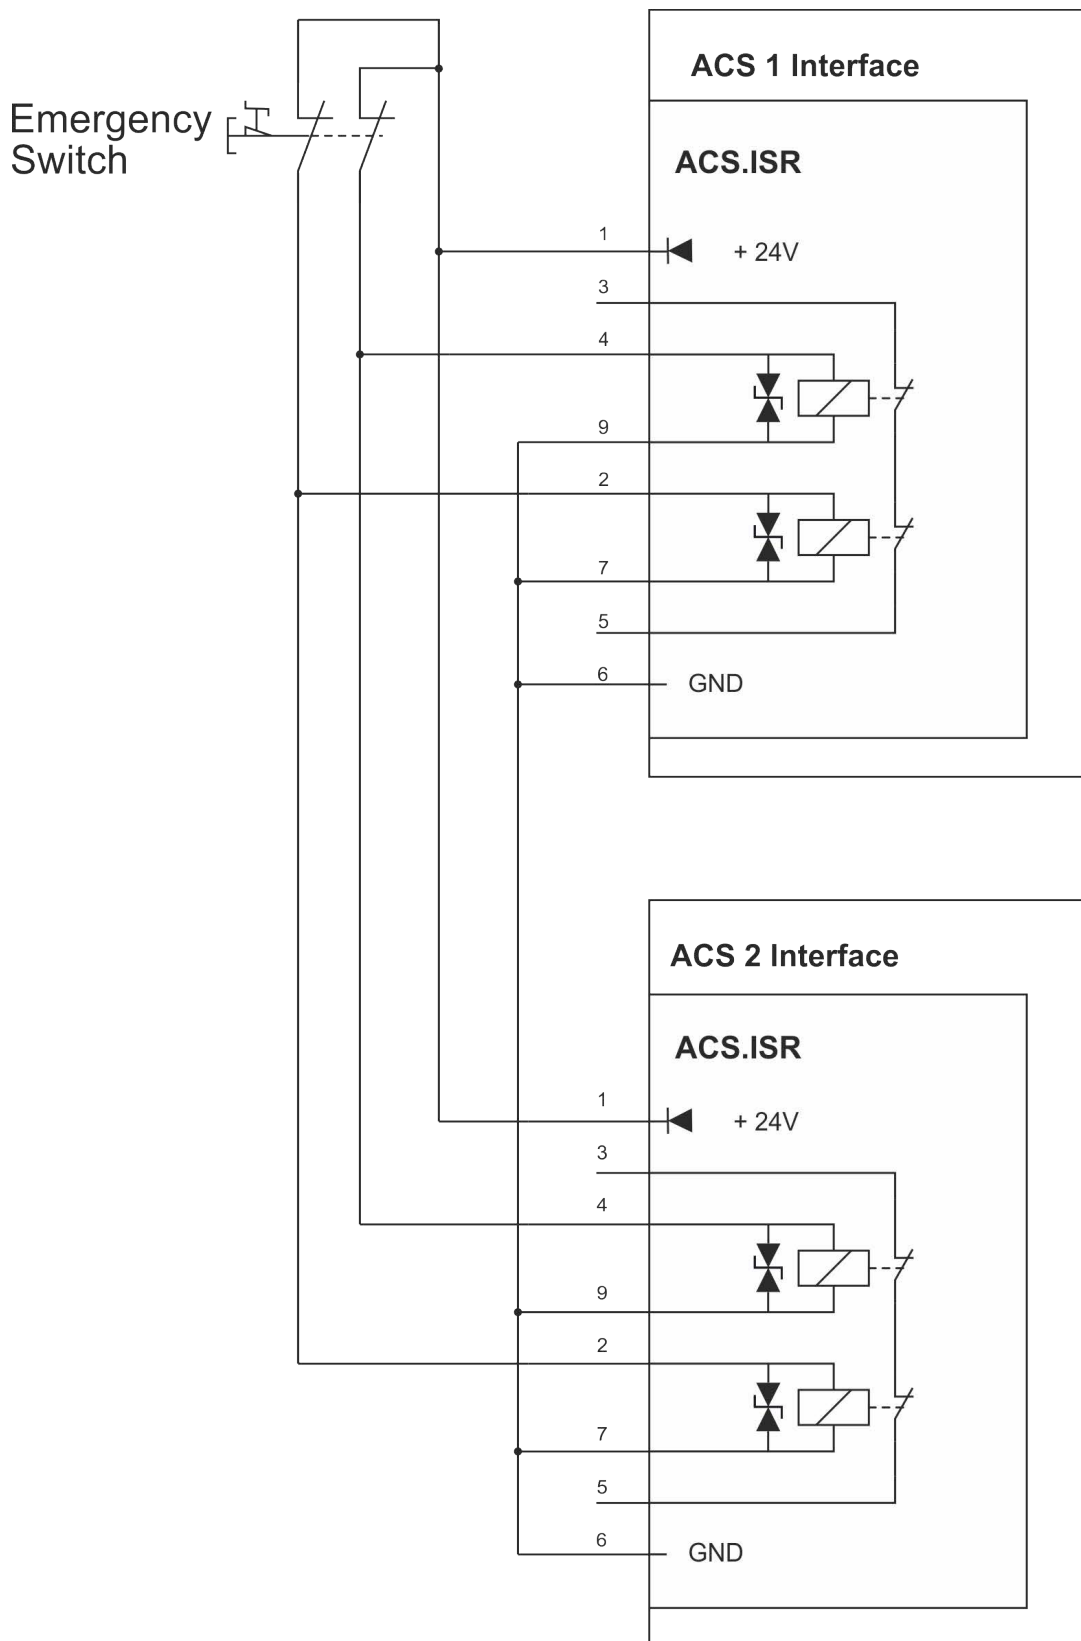 Emergency
Switch
ACS 1 Interface
ACS.ISR
1
+ 24V
3
4
9
2
7
5
6
GND
ACS 2 Interface
ACS.ISR
1
+ 24V
3
4
9
2
7
5
6
GND